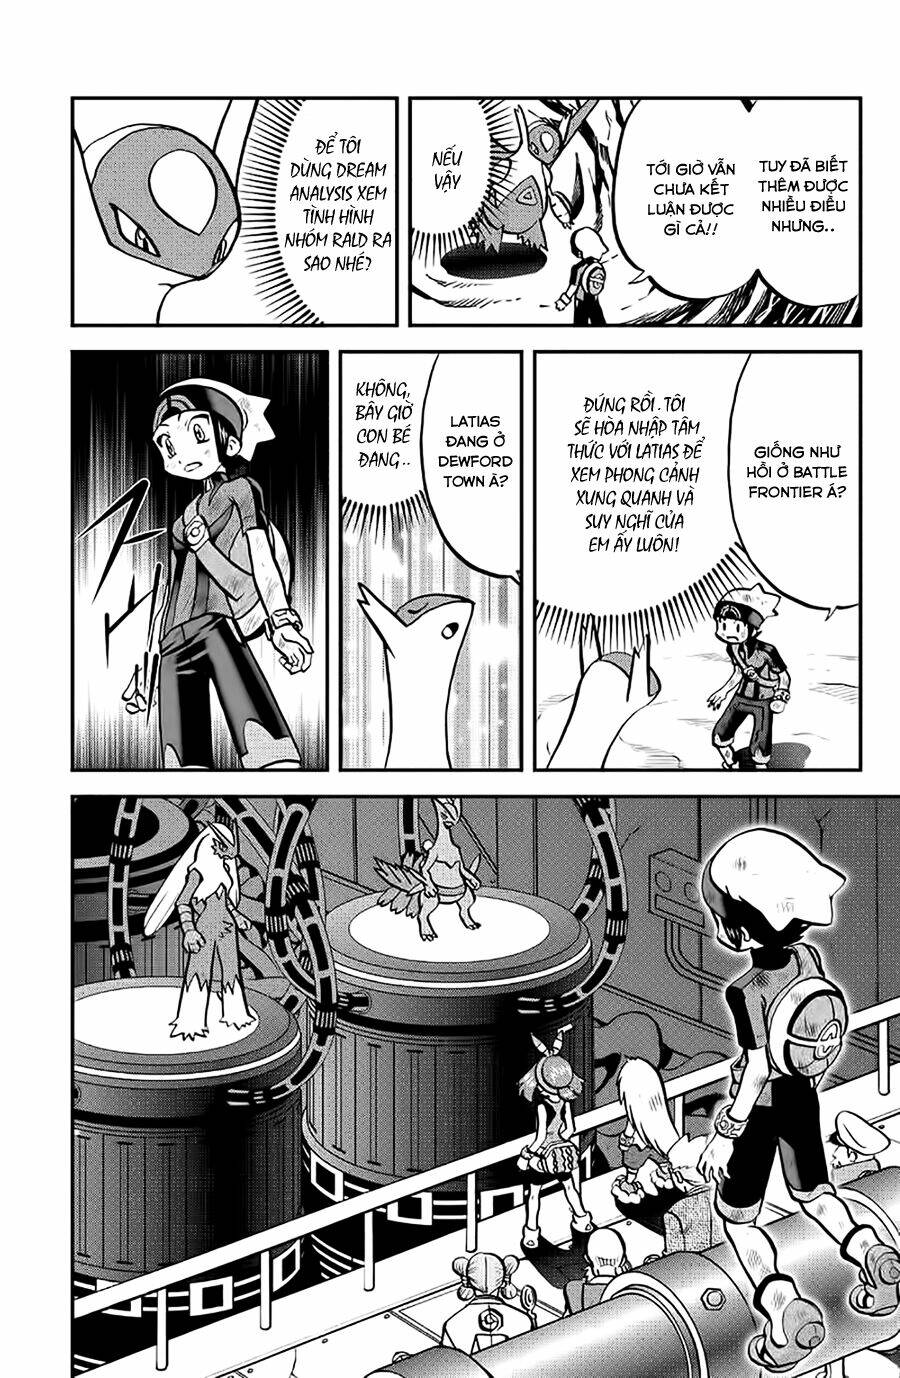 TUY ĐÃ BIẾT
THÊM ĐƯỢC
NHIỀU ĐIỀU
NHƯNG..
TỚI GIỜ VẪN
CHƯA KẾT
LUẬN ĐƯỢC
GÌ CẢ!!
NẾU
VẬY
ĐỂ TÔI
DÙNG DREAM
ANALYSIS XEM
TÌNH HÌNH
NHÓM RALD RA
SAO NHÉ?
GIỐNG NHƯ
HỒI Ở BATTLE
FRONTIER Á?
ĐÚNG RỒI. TÔI
SẼ HÒA NHẬP TÂM
THỨC VỚI LATIAS ĐỂ
XEM PHONG CẢNH
XUNG QUANH VÀ
SUY NGHĨ CỦA
EM ẤY LUÔN!
LATIAS
ĐANG Ở
DEWFORD
TOWN À?
KHÔNG,
BÂY GIỜ
CON BÉ
ĐANG..